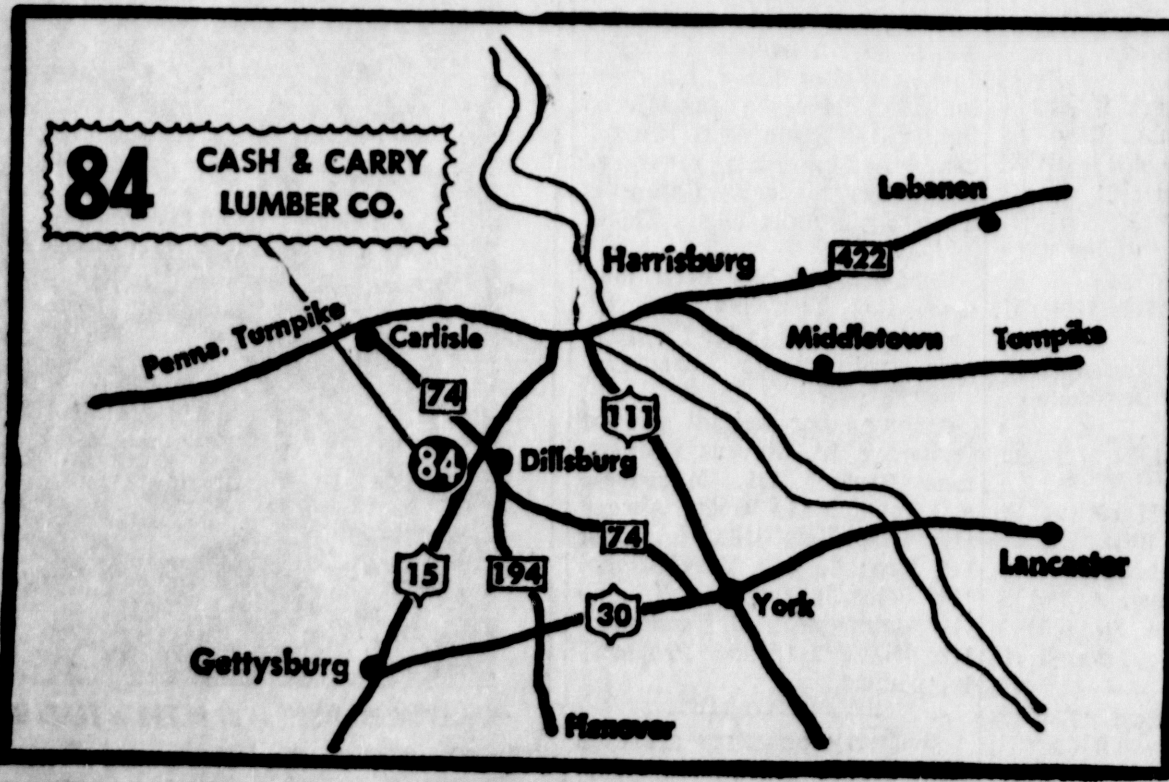 84 CASH & CARRY
LUMBER CO.
Lebanon
Harrisburg
422
Penna. Turnpike
Carlisle
Middletown
Turnpike
74
111
84
Dillsburg
74
15
194
Lancaster
30
York
Gettysburg
Hanover